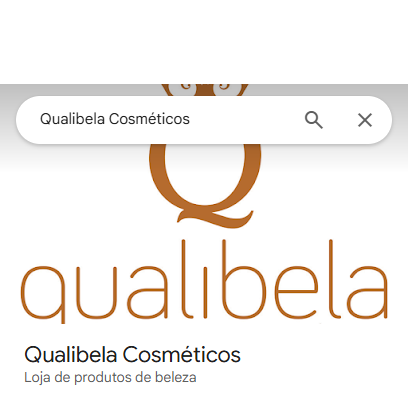 Qualibela Cosméticos
Q
qualibela
Qualibela Cosméticos
Loja de produtos de beleza